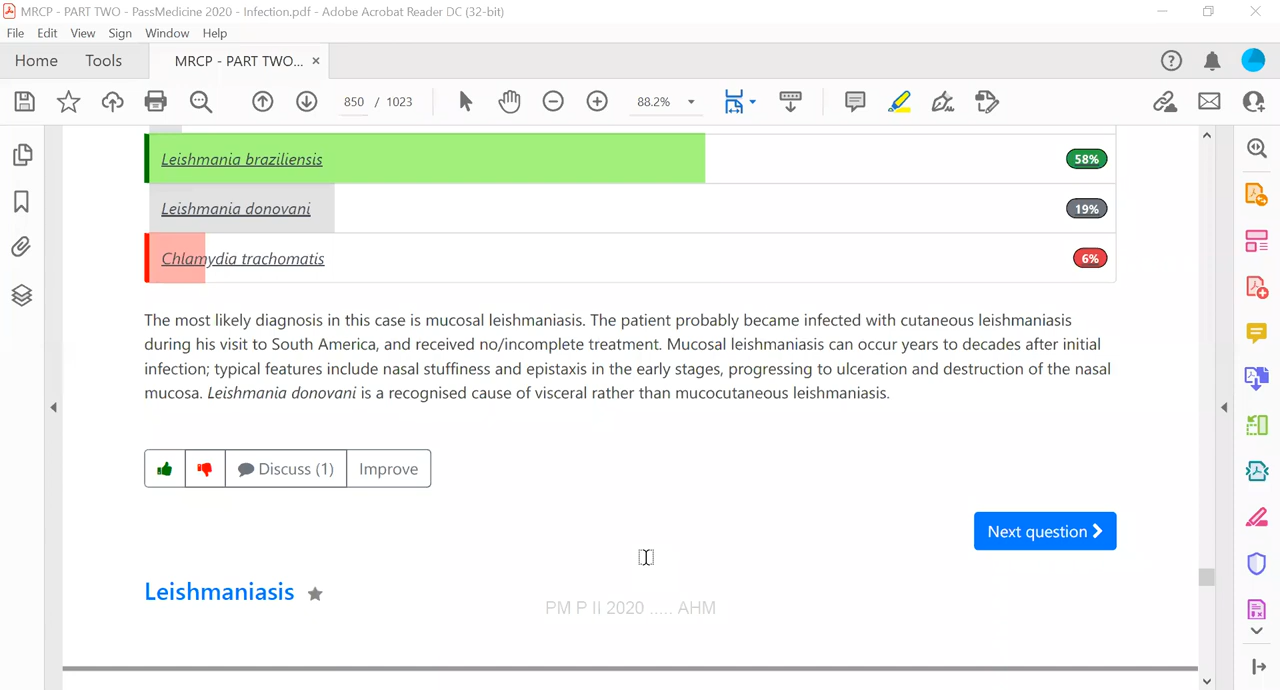 MRCP - PART TWO - PassMedicine 2020 - Infection.pdf - Adobe Acrobat Reader DC (32-bit)
File Edit View Sign Window Help
Home Tools MRCP - PART TWO... ×
850 / 1023 88.2%
Leishmania braziliensis 58%
Leishmania donovani 19%
Chlamydia trachomatis 6%
The most likely diagnosis in this case is mucosal leishmaniasis. The patient probably became infected with cutaneous leishmaniasis
during his visit to South America, and received no/incomplete treatment. Mucosal leishmaniasis can occur years to decades after initial
infection; typical features include nasal stuffiness and epistaxis in the early stages, progressing to ulceration and destruction of the nasal
mucosa. Leishmania donovani is a recognised cause of visceral rather than mucocutaneous leishmaniasis.
Discuss (1) Improve
Next question
Leishmaniasis
PM P II 2020 ..... AHM